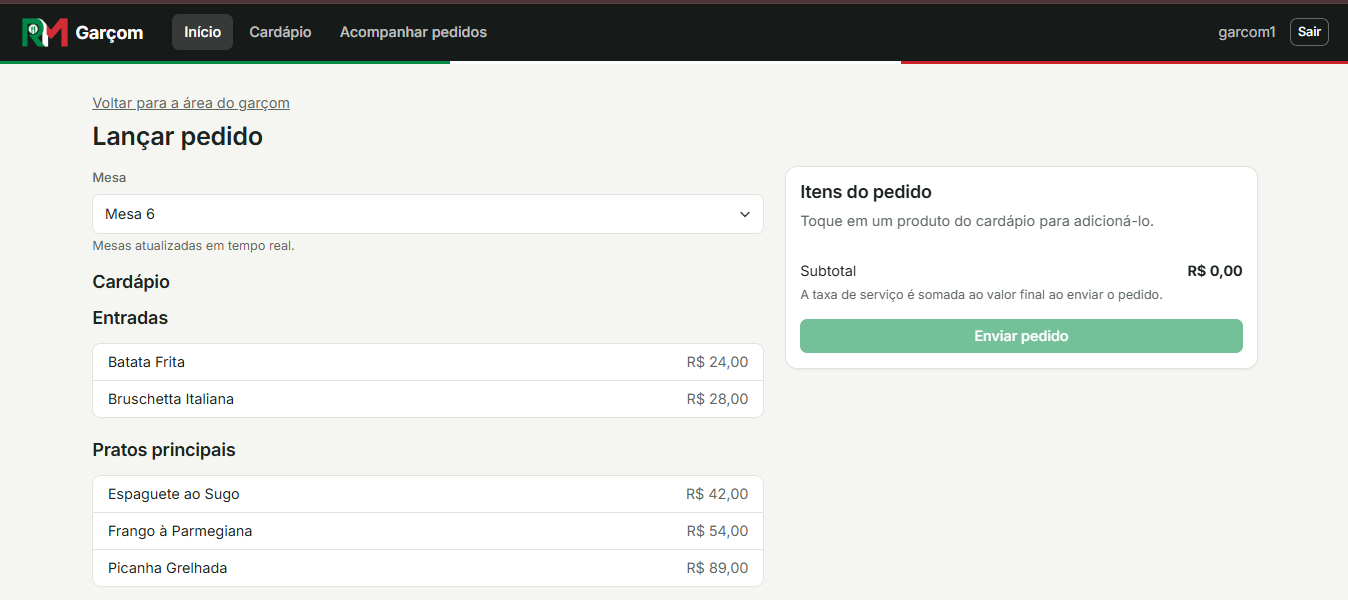 RM Garçom Início Cardápio Acompanhar pedidos garcom1 Sair
Voltar para a área do garçom
Lançar pedido
Mesa
Mesa 6
Mesas atualizadas em tempo real.
Cardápio
Entradas
Batata Frita R$ 24,00
Bruschetta Italiana R$ 28,00
Pratos principais
Espaguete ao Sugo R$ 42,00
Frango à Parmegiana R$ 54,00
Picanha Grelhada R$ 89,00
Itens do pedido
Toque em um produto do cardápio para adicioná-lo.
Subtotal R$ 0,00
A taxa de serviço é somada ao valor final ao enviar o pedido.
Enviar pedido